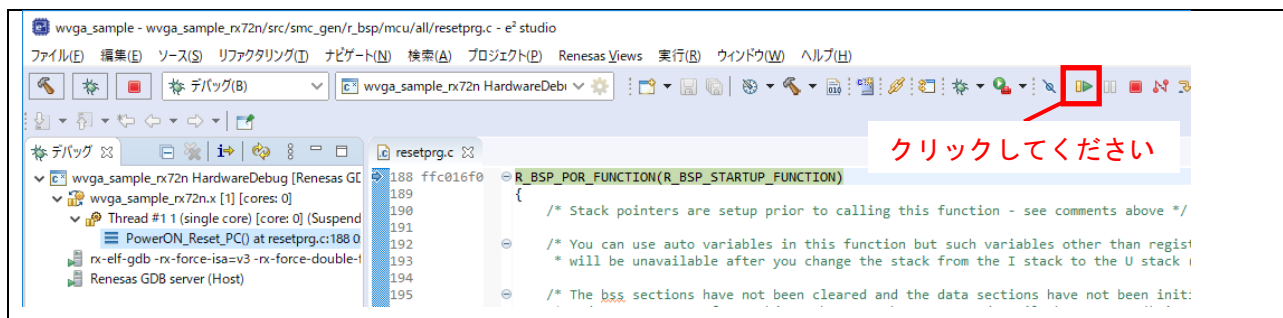 wvga_sample - wvga_sample_rx72n/src/smc_gen/r_bsp/mcu/all/resetprg.c - e² studio
ファイル(F) 編集(E) ソース(S) リファクタリング(T) ナビゲート(N) 検索(A) プロジェクト(P) Renesas Views 実行(R) ウィンドウ(W) ヘルプ(H)
デバッグ(B) wvga_sample_rx72n HardwareDebu
クリックしてください
デバッグ resetprg.c
wvga_sample_rx72n HardwareDebug [Renesas GD
wvga_sample_rx72n.x [1] [cores: 0]
Thread #1 1 (single core) [core: 0] (Suspend
PowerON_Reset_PC() at resetprg.c:188 0
rx-elf-gdb -rx-force-isa=v3 -rx-force-double-f
Renesas GDB server (Host)
188 ffc016f0 R_BSP_POR_FUNCTION(R_BSP_STARTUP_FUNCTION)
189 {
190 /* Stack pointers are setup prior to calling this function - see comments above */
191
192 /* You can use auto variables in this function but such variables other than regist
193 * will be unavailable after you change the stack from the I stack to the U stack
194
195 /* The bss sections have not been cleared and the data sections have not been initi